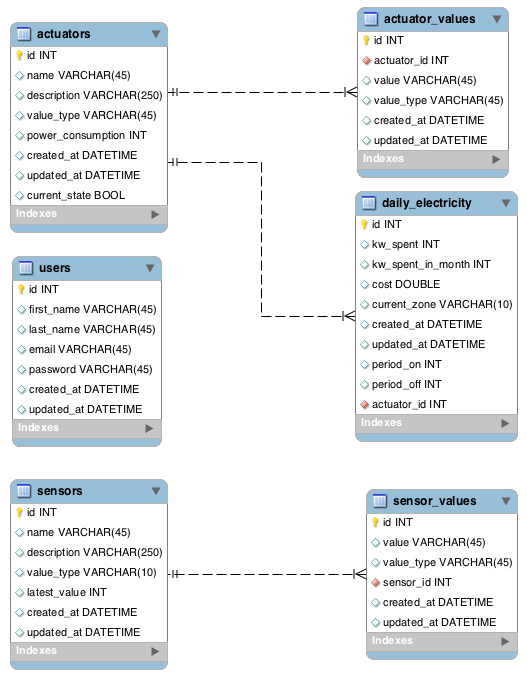 actuators
id INT
name VARCHAR(45)
description VARCHAR(250)
value_type VARCHAR(45)
power_consumption INT
created_at DATETIME
updated_at DATETIME
current_state BOOL
Indexes
actuator_values
id INT
actuator_id INT
value VARCHAR(45)
value_type VARCHAR(45)
created_at DATETIME
updated_at DATETIME
Indexes
daily_electricity
id INT
kw_spent INT
kw_spent_in_month INT
cost DOUBLE
current_zone VARCHAR(10)
created_at DATETIME
updated_at DATETIME
period_on INT
period_off INT
actuator_id INT
Indexes
users
id INT
first_name VARCHAR(45)
last_name VARCHAR(45)
email VARCHAR(45)
password VARCHAR(45)
created_at DATETIME
updated_at DATETIME
Indexes
sensors
id INT
name VARCHAR(45)
description VARCHAR(250)
value_type VARCHAR(10)
latest_value INT
created_at DATETIME
updated_at DATETIME
Indexes
sensor_values
id INT
value VARCHAR(45)
value_type VARCHAR(45)
sensor_id INT
created_at DATETIME
updated_at DATETIME
Indexes